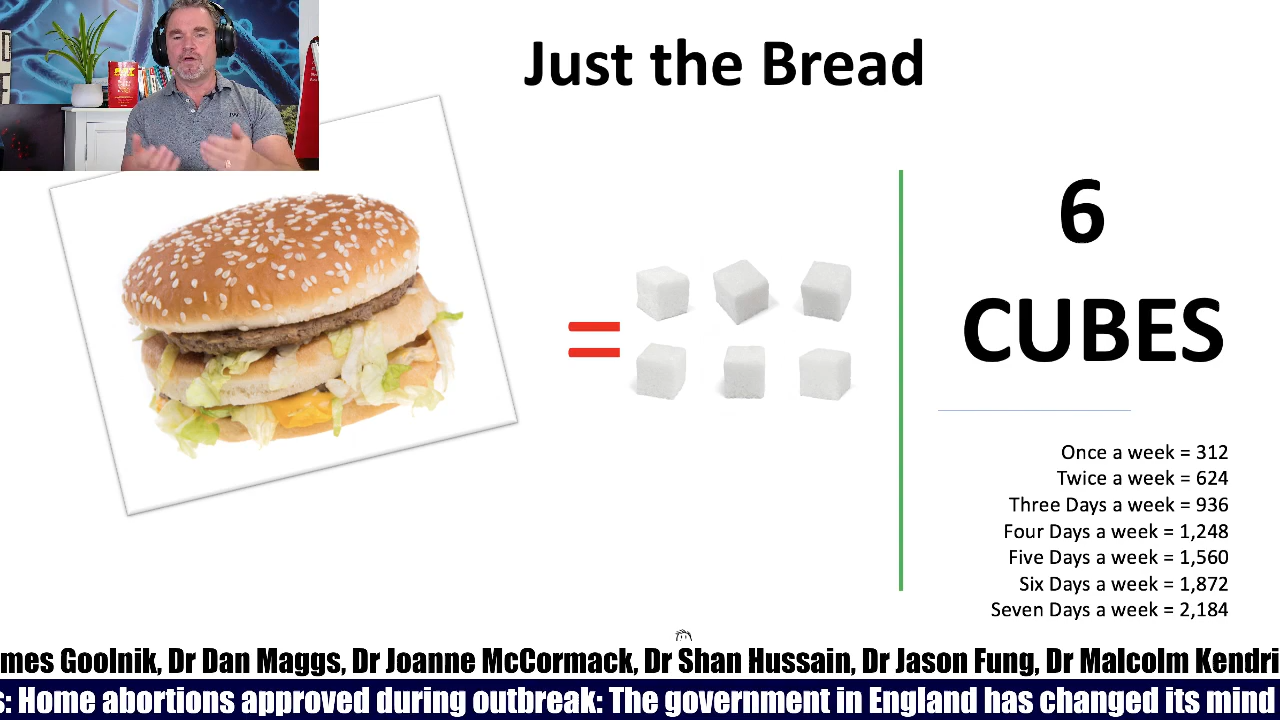 Just the Bread
6
CUBES
Once a week = 312
Twice a week = 624
Three Days a week = 936
Four Days a week = 1,248
Five Days a week = 1,560
Six Days a week = 1,872
Seven Days a week = 2,184
mes Goolnik, Dr Dan Maggs, Dr Joanne McCormack, Dr Shan Hussain, Dr Jason Fung, Dr Malcolm Kendri
s: Home abortions approved during outbreak: The government in England has changed its mind